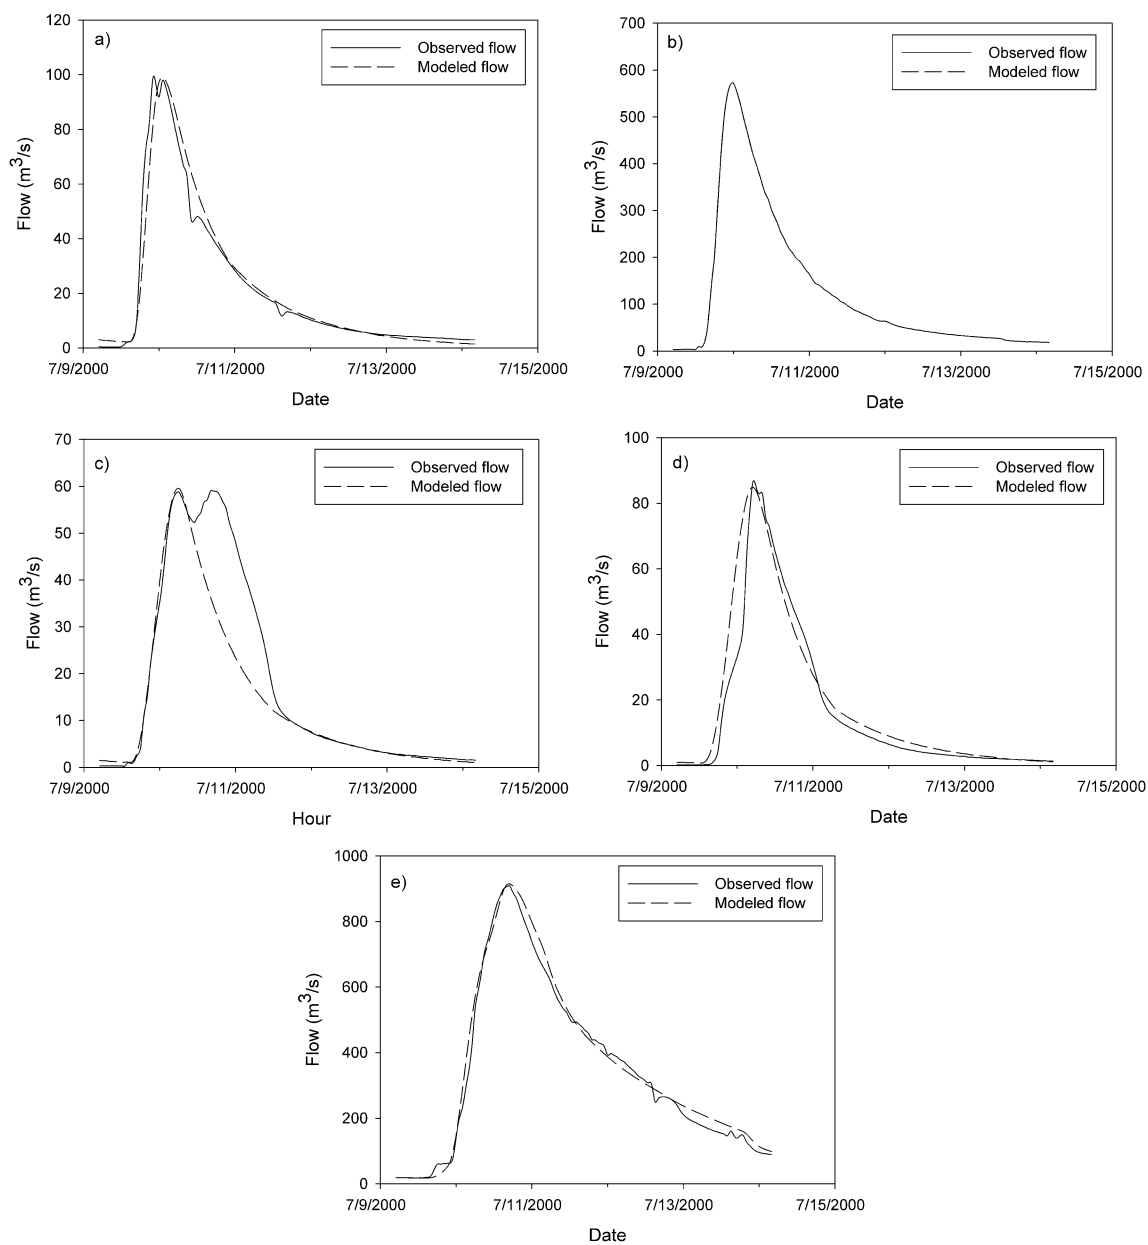 a)
Observed flow
Modeled flow
120
100
80
60
40
20
0
Flow (m³/s)
7/9/2000 7/11/2000 7/13/2000 7/15/2000
Date
b)
Observed flow
Modeled flow
700
600
500
400
300
200
100
0
Flow (m³/s)
7/9/2000 7/11/2000 7/13/2000 7/15/2000
Date
c)
Observed flow
Modeled flow
70
60
50
40
30
20
10
0
Flow (m³/s)
7/9/2000 7/11/2000 7/13/2000 7/15/2000
Hour
d)
Observed flow
Modeled flow
100
80
60
40
20
0
Flow (m³/s)
7/9/2000 7/11/2000 7/13/2000 7/15/2000
Date
e)
Observed flow
Modeled flow
1000
800
600
400
200
0
Flow (m³/s)
7/9/2000 7/11/2000 7/13/2000 7/15/2000
Date